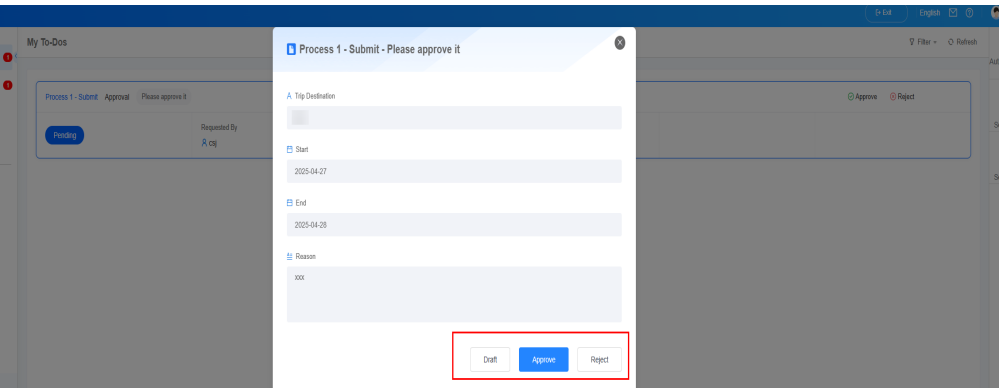 Exit English
My To-Dos
Filter
Refresh
Process 1 - Submit - Please approve it
Process 1 - Submit Approval Please approve it
Approve Reject
Pending
Requested By
csj
Trip Destination
Start
2025-04-27
End
2025-04-28
Reason
xxx
Draft Approve Reject